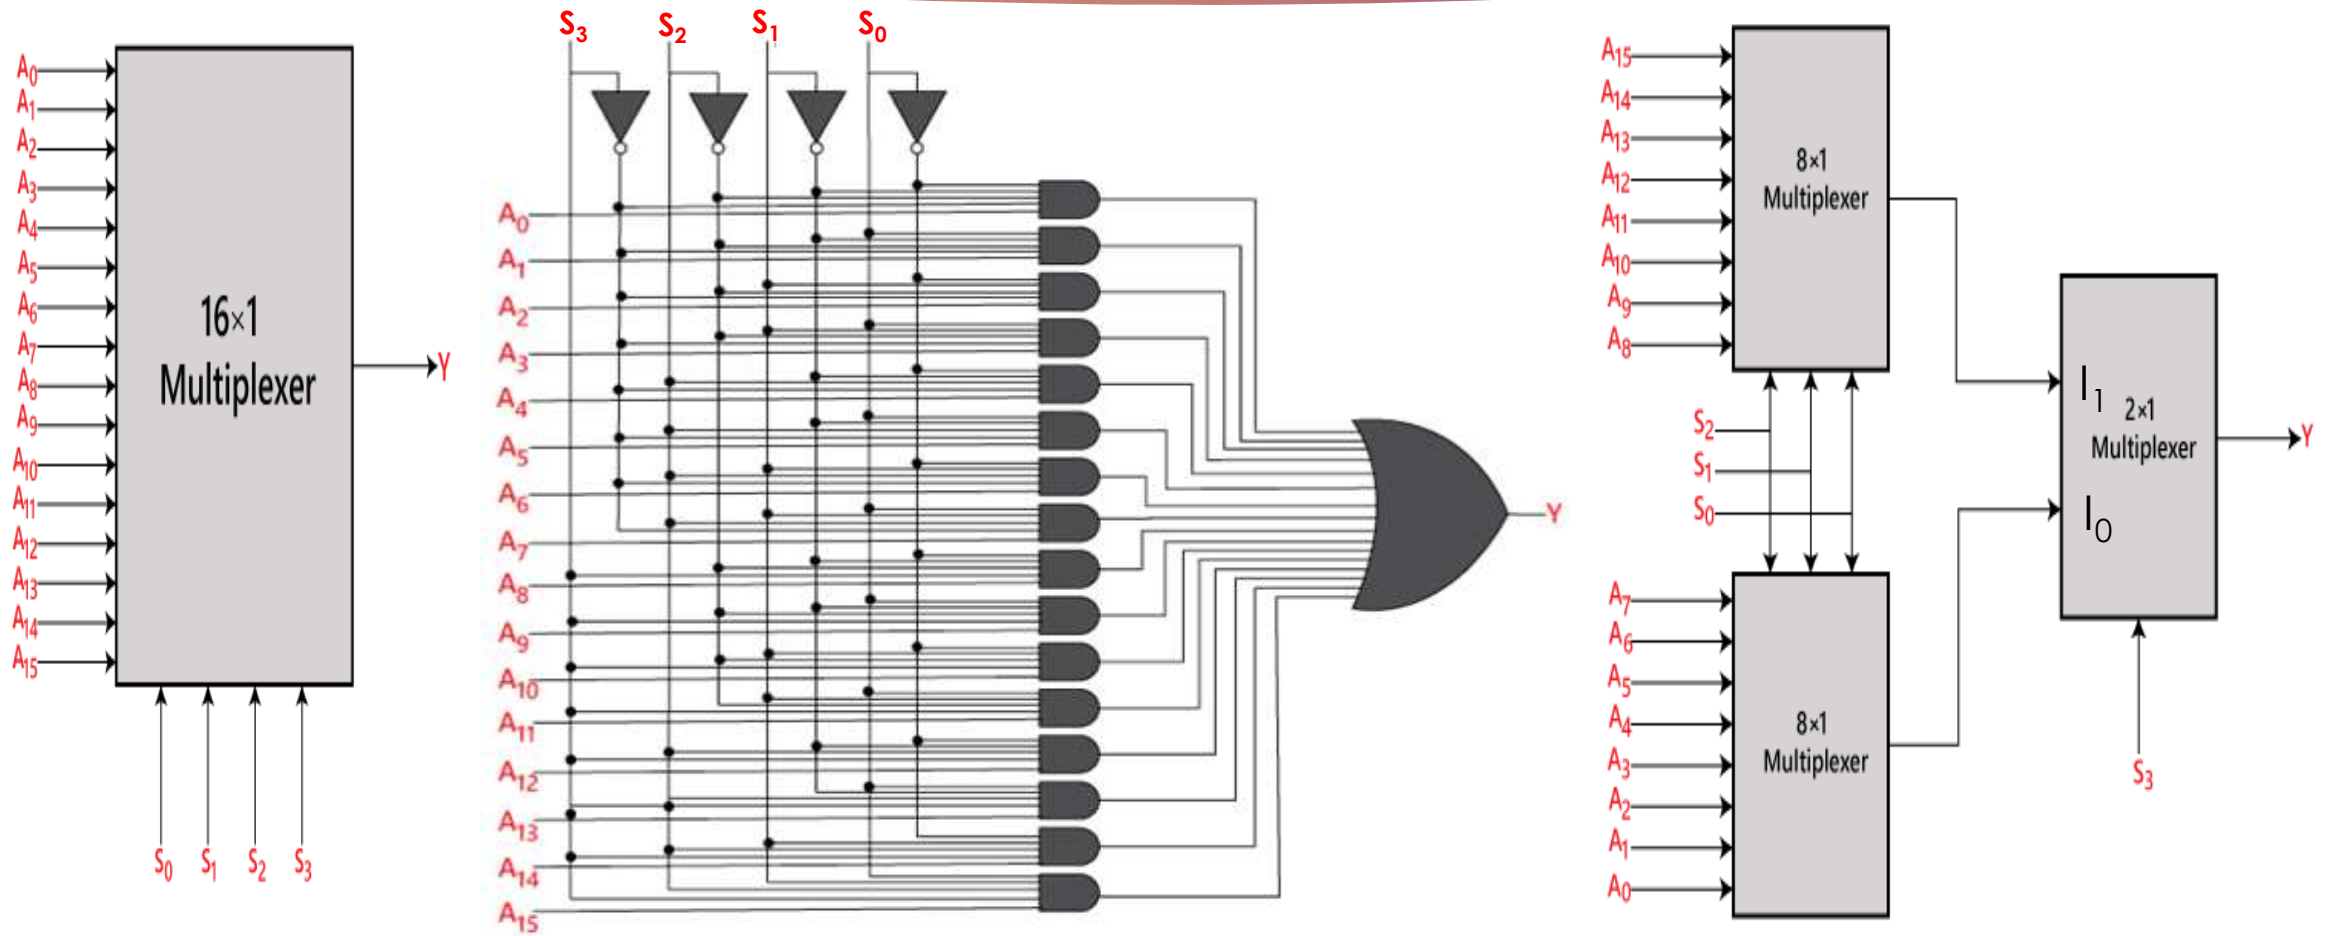 A0
A1
A2
A3
A4
A5
A6
A7
A8
A9
A10
A11
A12
A13
A14
A15
16×1
Multiplexer
Y
S0 S1 S2 S3
S3 S2 S1 S0
A0
A1
A2
A3
A4
A5
A6
A7
A8
A9
A10
A11
A12
A13
A14
A15
Y
A15
A14
A13
A12
A11
A10
A9
A8
8×1
Multiplexer
S2
S1
S0
A7
A6
A5
A4
A3
A2
A1
A0
8×1
Multiplexer
I1
2×1
Multiplexer
I0
Y
S3